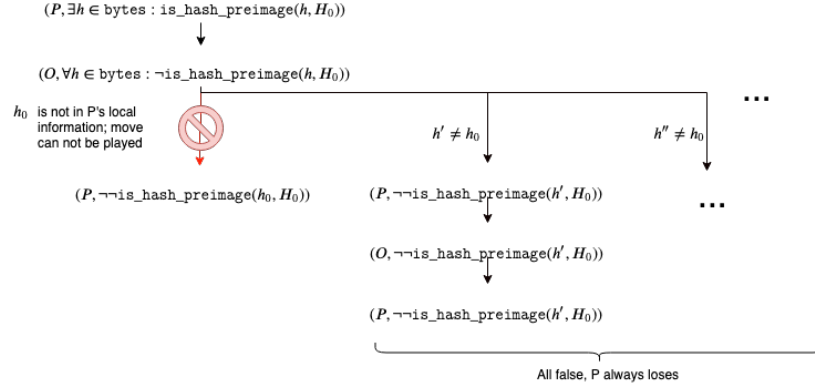 (P, ∃h ∈ bytes : is_hash_preimage(h, H₀))
(O, ∀h ∈ bytes : ¬is_hash_preimage(h, H₀))
...
h₀ is not in P's local
information; move
can not be played
h′ ≠ h₀
h″ ≠ h₀
(P, ¬¬is_hash_preimage(h₀, H₀))
(P, ¬¬is_hash_preimage(h′, H₀))
...
(O, ¬¬is_hash_preimage(h′, H₀))
(P, ¬¬is_hash_preimage(h′, H₀))
All false, P always loses